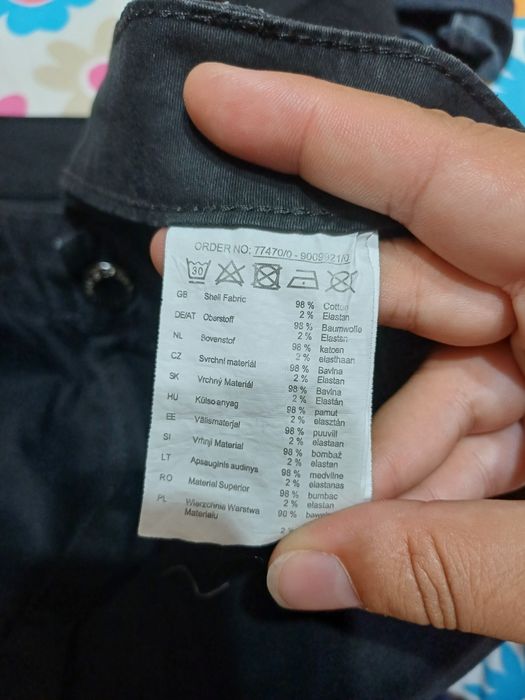 ORDER NO: 77470/0 - 9009921/0
30
GB Shell Fabric 98 % Cotton
2 % Elastan
DE/AT Oberstoff 98 % Baumwolle
2 % Elastan
NL Bovenstof 98 % katoen
2 % elasthaan
CZ Svrchní materiál 98 % Bavlna
2 % Elastan
SK Vrchný Materiál 98 % Bavlna
2 % Elastán
HU Külső anyag 98 % pamut
2 % elasztán
EE Välismaterjal 98 % puuvill
2 % elastaan
SI Vrhnji Material 98 % bombaž
2 % elastan
LT Apsauginis audinys 98 % medvilnė
2 % elastanas
RO Material Superior 98 % bumbac
2 % elastan
PL Wierzchnia Warstwa
Materiału
2